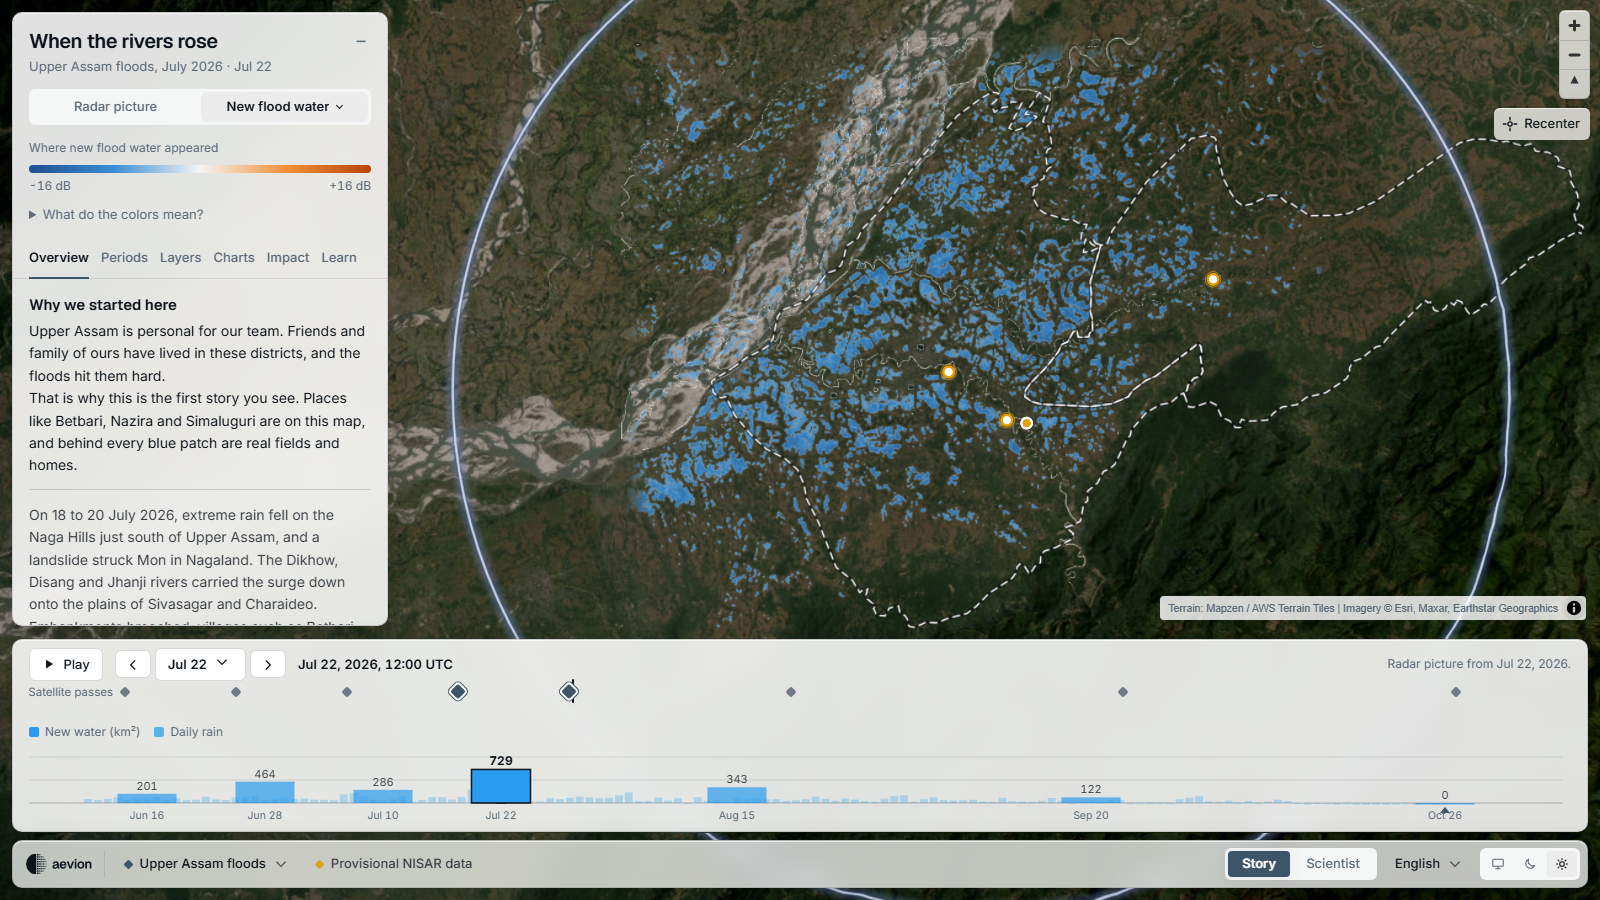 When the rivers rose
Upper Assam floods, July 2026 · Jul 22
Radar picture
New flood water
Where new flood water appeared
-16 dB
+16 dB
What do the colors mean?
Overview Periods Layers Charts Impact Learn
Why we started here
Upper Assam is personal for our team. Friends and
family of ours have lived in these districts, and the
floods hit them hard.
That is why this is the first story you see. Places
like Betbari, Nazira and Simaluguri are on this map,
and behind every blue patch are real fields and
homes.
On 18 to 20 July 2026, extreme rain fell on the
Naga Hills just south of Upper Assam, and a
landslide struck Mon in Nagaland. The Dikhow,
Disang and Jhanji rivers carried the surge down
onto the plains of Sivasagar and Charaideo.
Recenter
Terrain: Mapzen / AWS Terrain Tiles | Imagery © Esri, Maxar, Earthstar Geographics
Play
Jul 22
Jul 22, 2026, 12:00 UTC
Radar picture from Jul 22, 2026.
Satellite passes
New water (km²)
Daily rain
201 464 286 729 343 122 0
Jun 16 Jun 28 Jul 10 Jul 22 Aug 15 Sep 20 Oct 26
aevion
Upper Assam floods
Provisional NISAR data
Story
Scientist
English